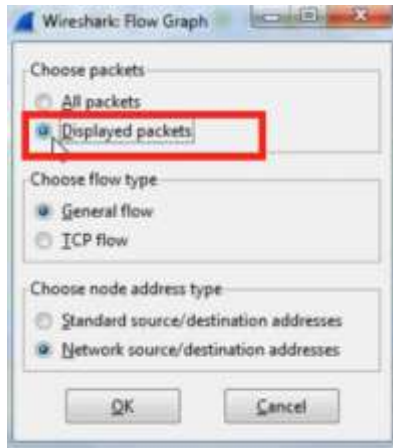 Wireshark: Flow Graph
Choose packets
All packets
Displayed packets
Choose flow type
General flow
TCP flow
Choose node address type
Standard source/destination addresses
Network source/destination addresses
OK
Cancel